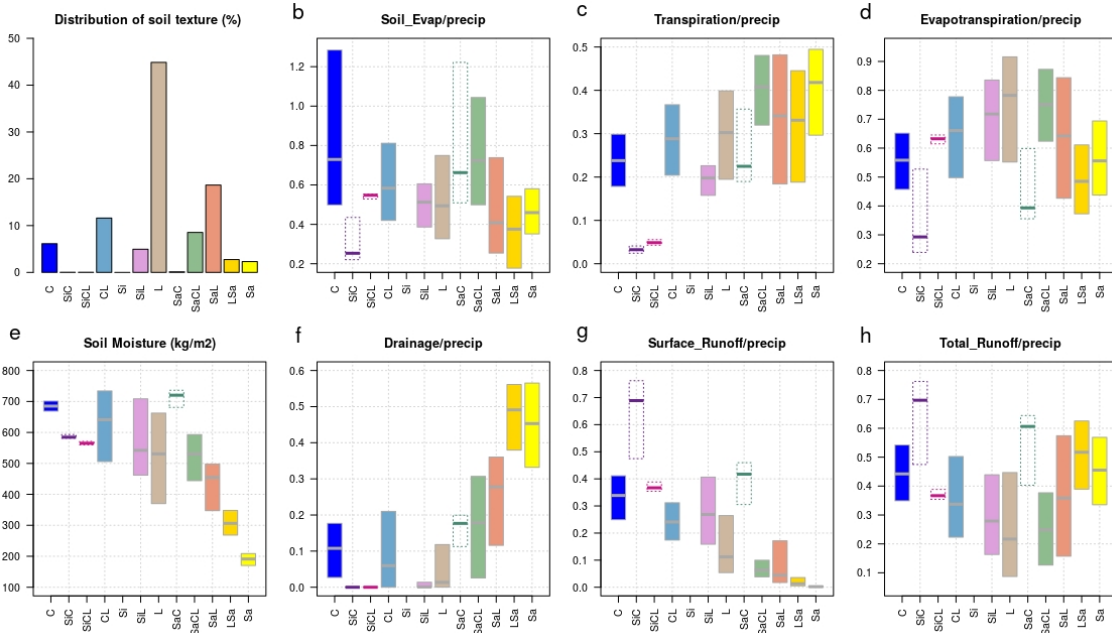 Distribution of soil texture (%)
50
40
30
20
10
0
C SiC SiCL CL Si SiL L SaC SaCL SaL LSa Sa
b
Soil_Evap/precip
1.2
1.0
0.8
0.6
0.4
0.2
C SiC SiCL CL Si SiL L SaC SaCL SaL LSa Sa
c
Transpiration/precip
0.5
0.4
0.3
0.2
0.1
0.0
C SiC SiCL CL Si SiL L SaC SaCL SaL LSa Sa
d
Evapotranspiration/precip
0.9
0.8
0.7
0.6
0.5
0.4
0.3
0.2
C SiC SiCL CL Si SiL L SaC SaCL SaL LSa Sa
e
Soil Moisture (kg/m2)
800
700
600
500
400
300
200
100
C SiC SiCL CL Si SiL L SaC SaCL SaL LSa Sa
f
Drainage/precip
0.6
0.5
0.4
0.3
0.2
0.1
0.0
C SiC SiCL CL Si SiL L SaC SaCL SaL LSa Sa
g
Surface_Runoff/precip
0.8
0.7
0.6
0.5
0.4
0.3
0.2
0.1
0.0
C SiC SiCL CL Si SiL L SaC SaCL SaL LSa Sa
h
Total_Runoff/precip
0.8
0.7
0.6
0.5
0.4
0.3
0.2
0.1
C SiC SiCL CL Si SiL L SaC SaCL SaL LSa Sa